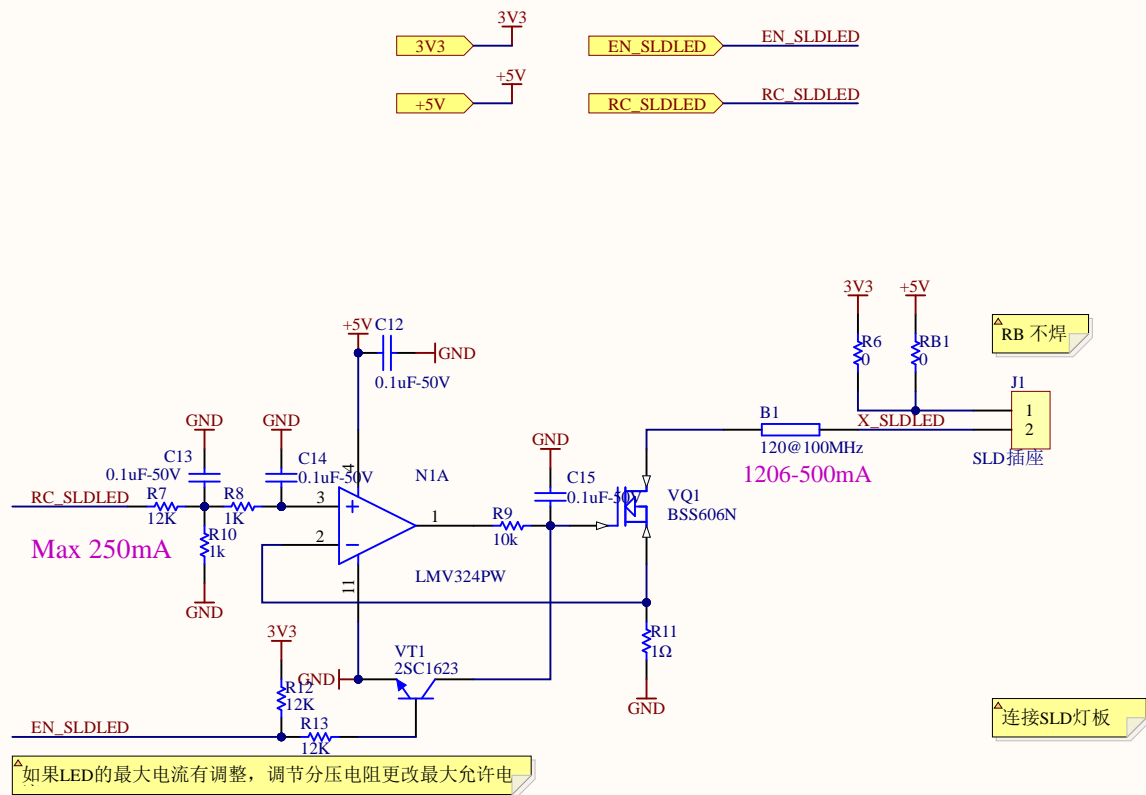 3V3
3V3
EN_SLDLED
EN_SLDLED
+5V
+5V
RC_SLDLED
RC_SLDLED
3V3
+5V
R6
0
RB1
0
RB 不焊
J1
1
2
SLD插座
X_SLDLED
B1
120@100MHz
1206-500mA
+5V
C12
GND
0.1uF-50V
GND
C13
0.1uF-50V
GND
C14
0.1uF-50V
RC_SLDLED
R7
12K
R8
1K
R10
1k
GND
Max 250mA
3
2
4
11
1
N1A
LMV324PW
R9
10k
GND
C15
0.1uF-50V
VQ1
BSS606N
R11
1Ω
GND
VT1
2SC1623
GND
3V3
R12
12K
R13
12K
EN_SLDLED
连接SLD灯板
如果LED的最大电流有调整，调节分压电阻更改最大允许电